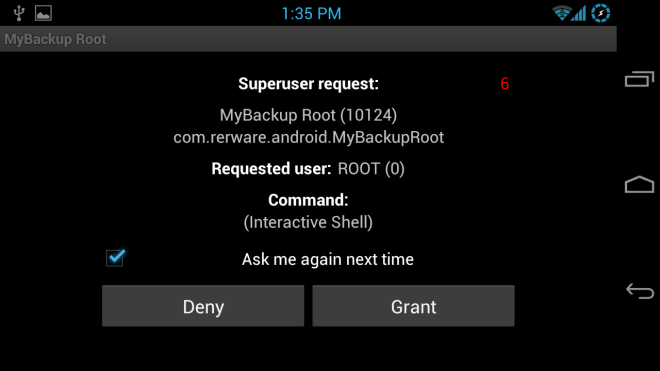 1:35 PM
MyBackup Root
Superuser request: 6
MyBackup Root (10124)
com.rerware.android.MyBackupRoot
Requested user: ROOT (0)
Command:
(Interactive Shell)
Ask me again next time
Deny Grant